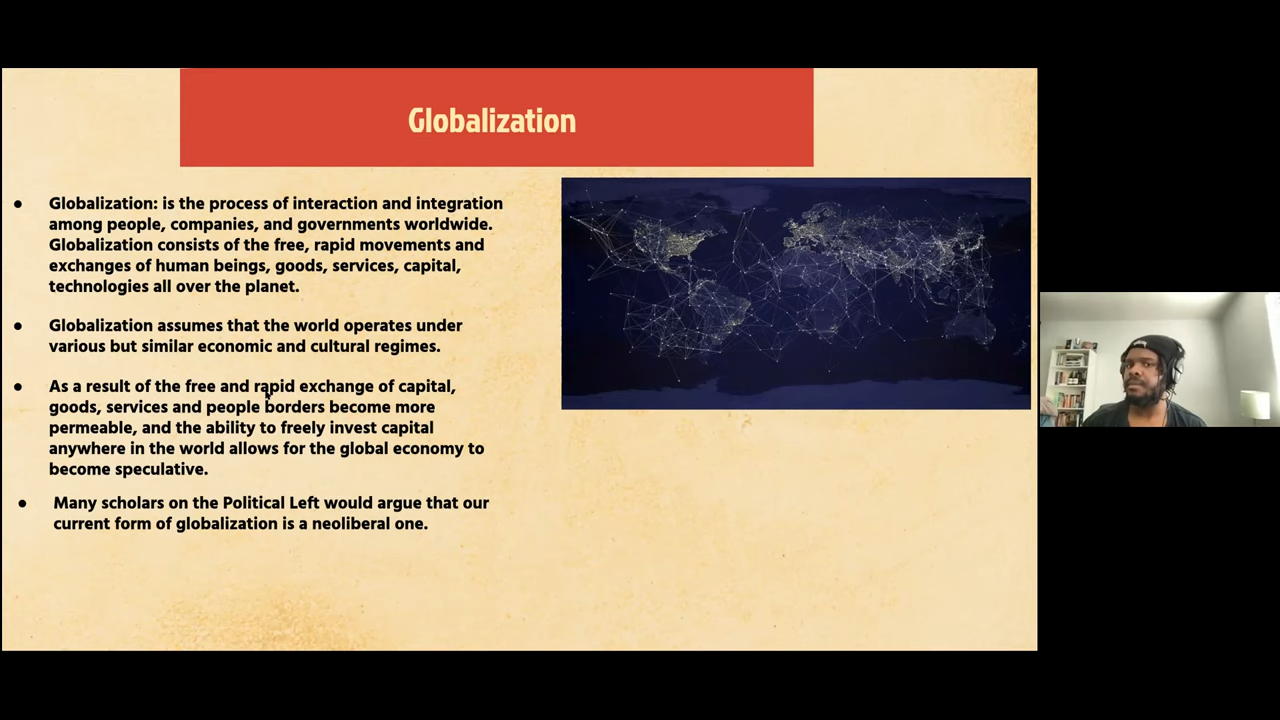 Globalization
● Globalization: is the process of interaction and integration
among people, companies, and governments worldwide.
Globalization consists of the free, rapid movements and
exchanges of human beings, goods, services, capital,
technologies all over the planet.
● Globalization assumes that the world operates under
various but similar economic and cultural regimes.
● As a result of the free and rapid exchange of capital,
goods, services and people borders become more
permeable, and the ability to freely invest capital
anywhere in the world allows for the global economy to
become speculative.
● Many scholars on the Political Left would argue that our
current form of globalization is a neoliberal one.